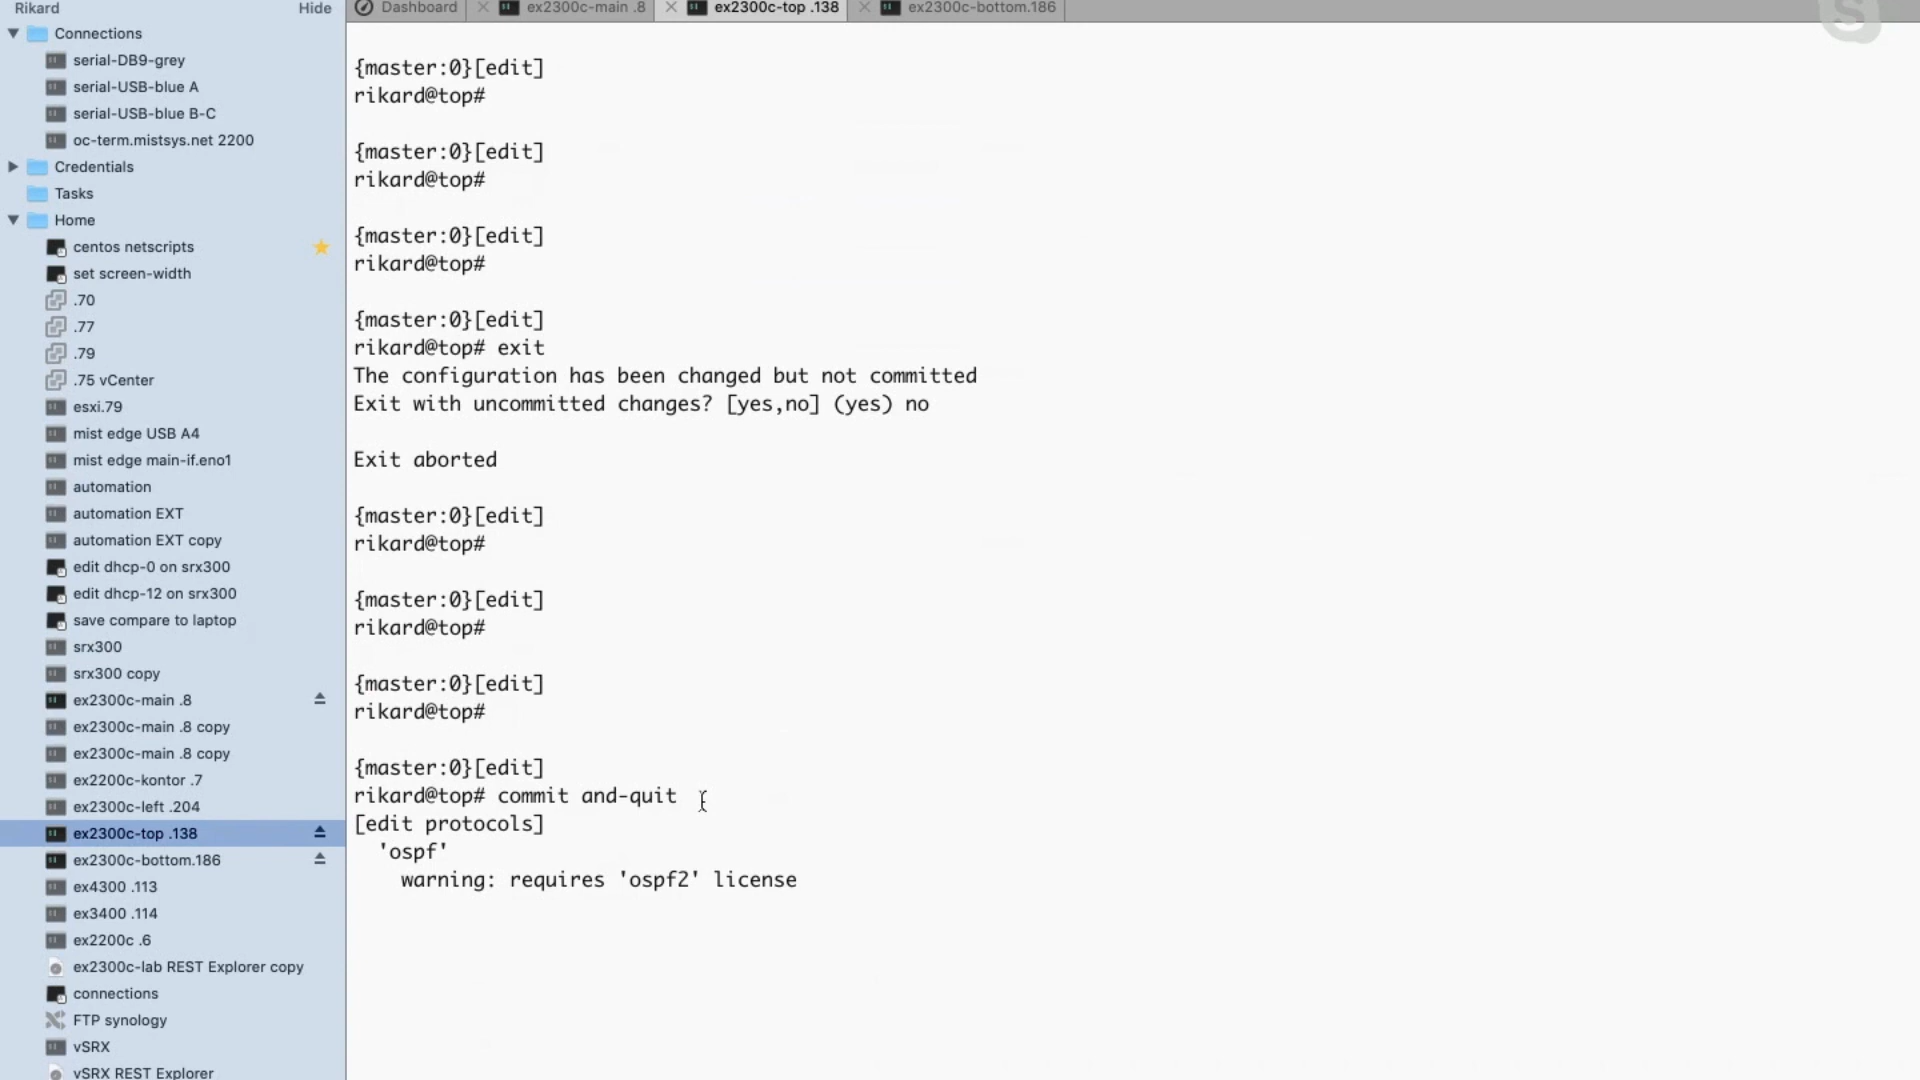 Rikard Hide
Connections
serial-DB9-grey
serial-USB-blue A
serial-USB-blue B-C
oc-term.mistsys.net 2200
Credentials
Tasks
Home
centos netscripts
set screen-width
.70
.77
.79
.75 vCenter
esxi.79
mist edge USB A4
mist edge main-if.eno1
automation
automation EXT
automation EXT copy
edit dhcp-0 on srx300
edit dhcp-12 on srx300
save compare to laptop
srx300
srx300 copy
ex2300c-main .8
ex2300c-main .8 copy
ex2300c-main .8 copy
ex2200c-kontor .7
ex2300c-left .204
ex2300c-top .138
ex2300c-bottom.186
ex4300 .113
ex3400 .114
ex2200c .6
ex2300c-lab REST Explorer copy
connections
FTP synology
vSRX
vSRX REST Explorer
Dashboard ex2300c-main .8 ex2300c-top .138 ex2300c-bottom.186
{master:0}[edit]
rikard@top#
{master:0}[edit]
rikard@top#
{master:0}[edit]
rikard@top#
{master:0}[edit]
rikard@top# exit
The configuration has been changed but not committed
Exit with uncommitted changes? [yes,no] (yes) no
Exit aborted
{master:0}[edit]
rikard@top#
{master:0}[edit]
rikard@top#
{master:0}[edit]
rikard@top#
{master:0}[edit]
rikard@top# commit and-quit
[edit protocols]
'ospf'
warning: requires 'ospf2' license